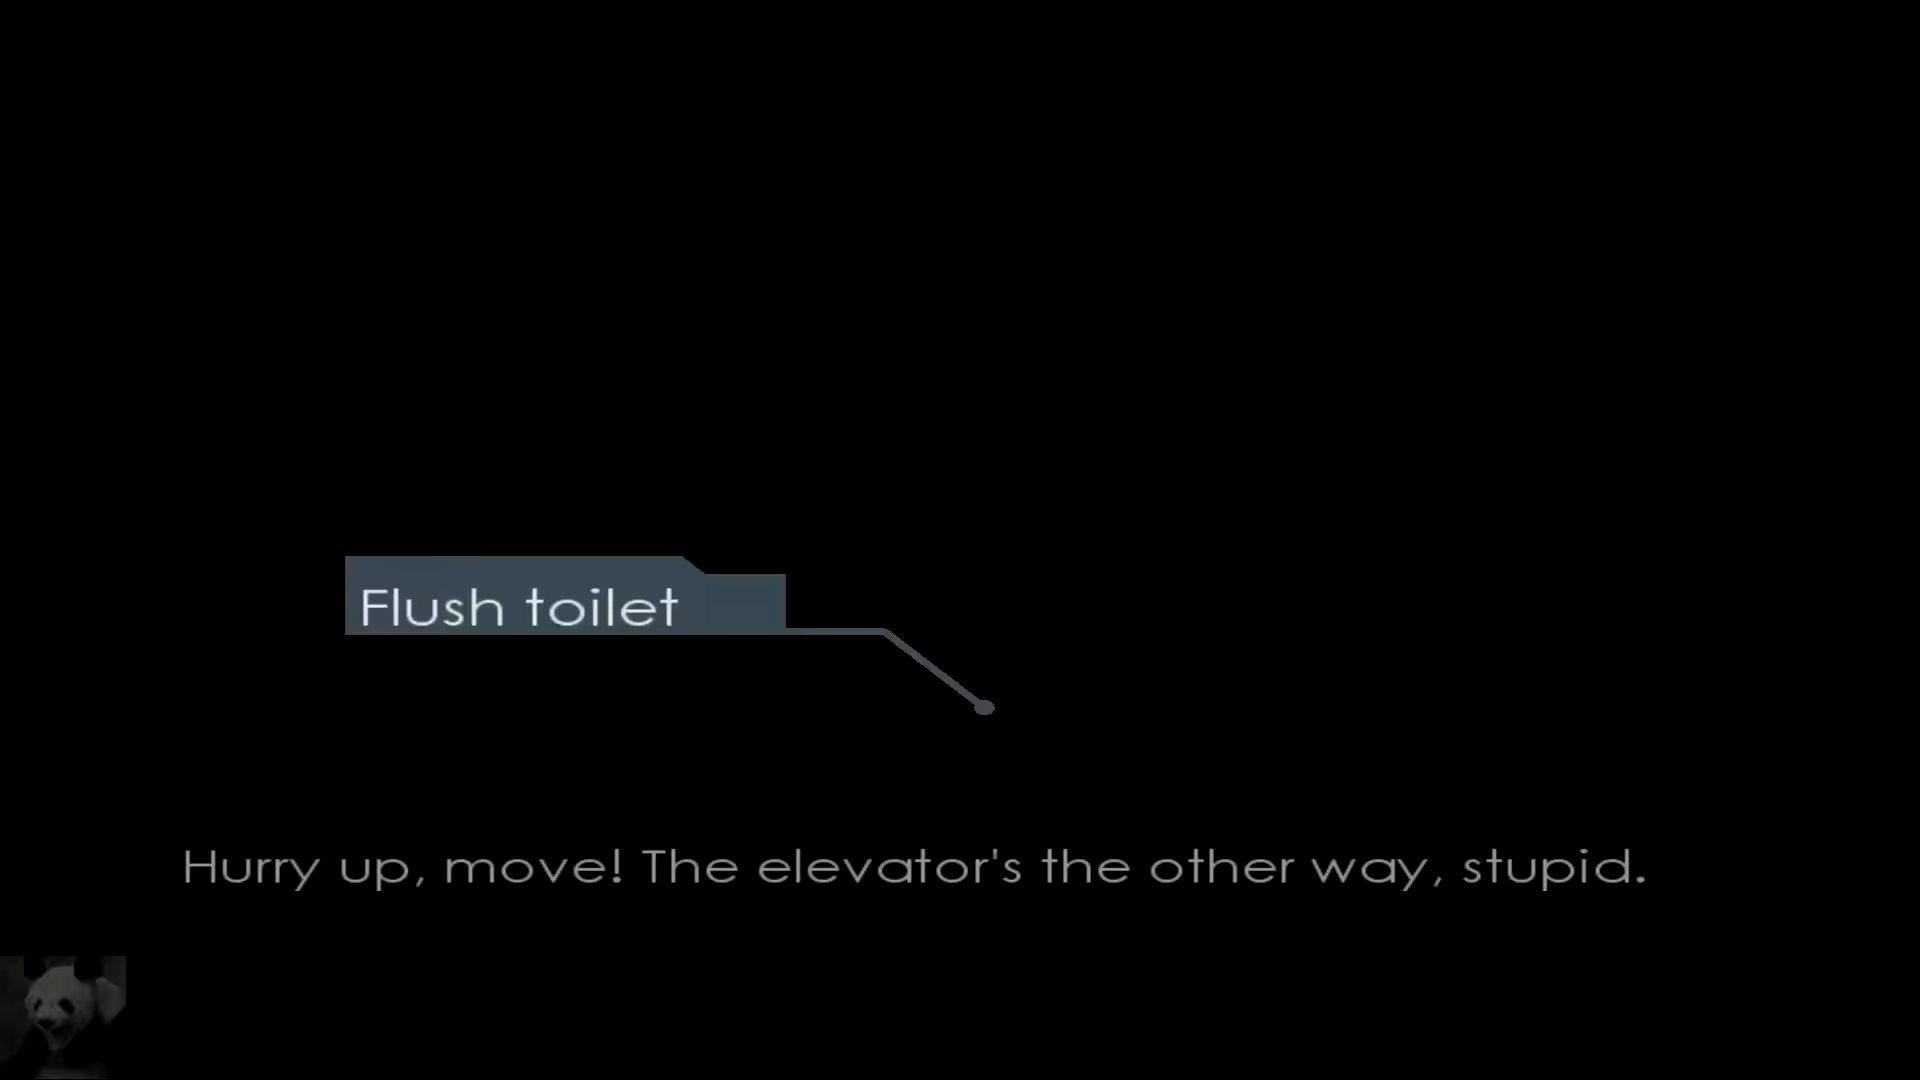 Flush toilet
Hurry up, move! The elevator's the other way, stupid.